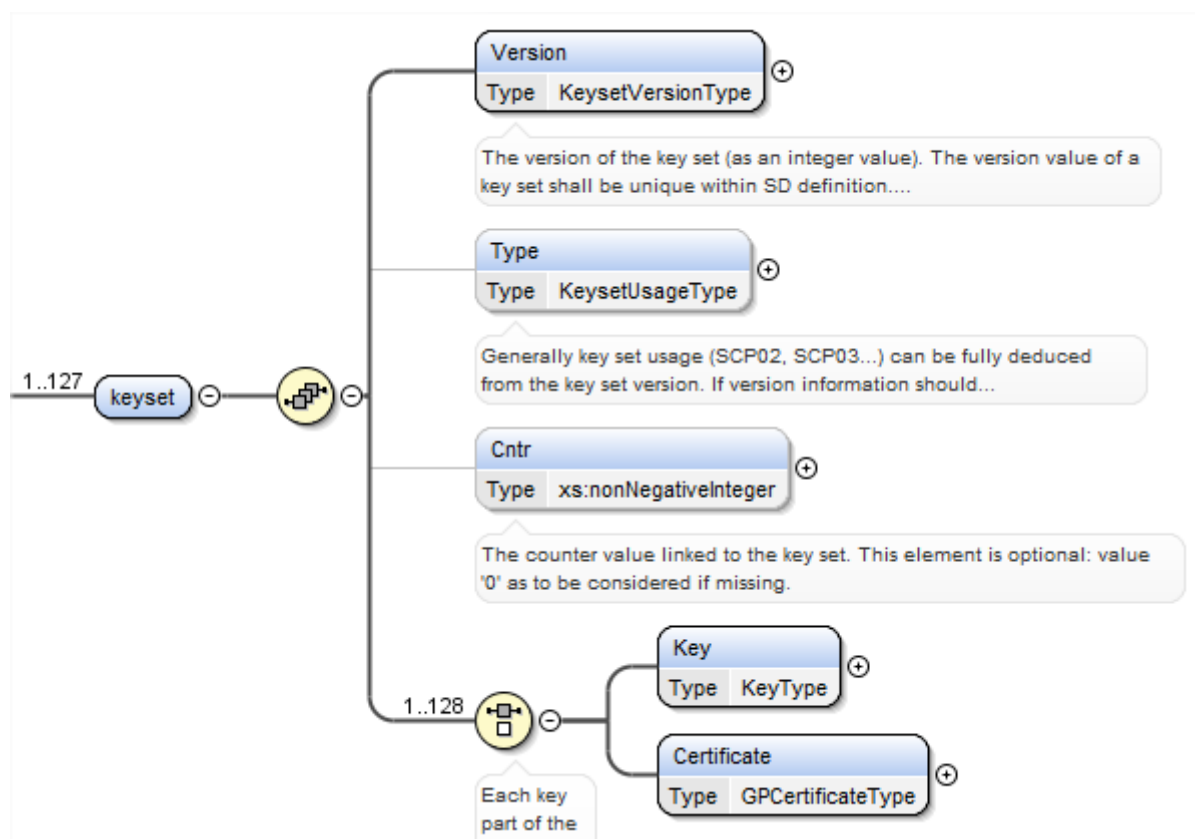 Version
Type KeysetVersionType
The version of the key set (as an integer value). The version value of a
key set shall be unique within SD definition....
Type
Type KeysetUsageType
Generally key set usage (SCP02, SCP03...) can be fully deduced
from the key set version. If version information should...
1..127
keyset
Cntr
Type xs:nonNegativeInteger
The counter value linked to the key set. This element is optional: value
'0' as to be considered if missing.
Key
Type KeyType
1..128
Certificate
Type GPCertificateType
Each key
part of the